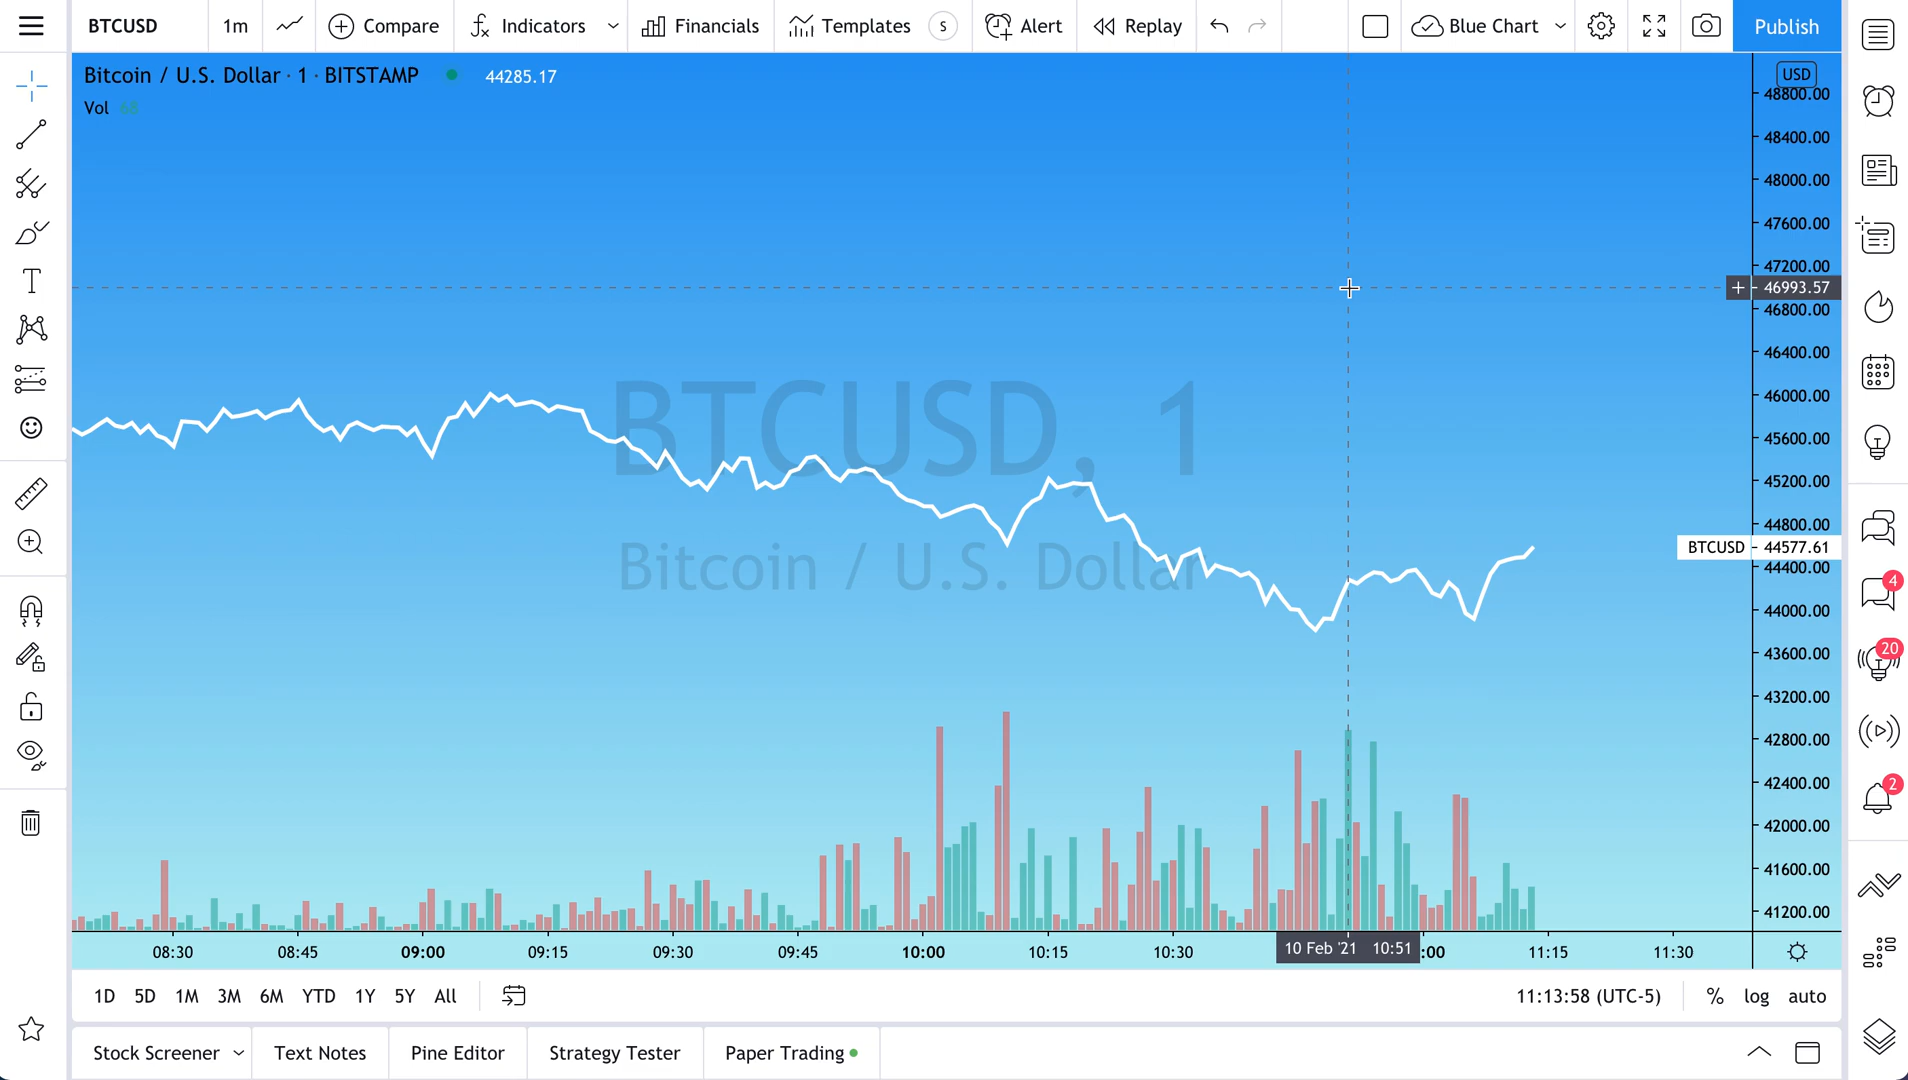 BTCUSD
1m
Compare
Indicators
Financials
Templates
S
Alert
Replay
Blue Chart
Publish
Bitcoin / U.S. Dollar · 1 · BITSTAMP
44285.17
Vol 68
USD
48800.00
48400.00
48000.00
47600.00
47200.00
46993.57
46800.00
46400.00
46000.00
45600.00
45200.00
44800.00
BTCUSD 44577.61
44400.00
44000.00
43600.00
43200.00
42800.00
42400.00
42000.00
41600.00
41200.00
BTCUSD, 1
Bitcoin / U.S. Dollar
4
20
2
08:30
08:45
09:00
09:15
09:30
09:45
10:00
10:15
10:30
10 Feb '21 10:51
:00
11:15
11:30
1D
5D
1M
3M
6M
YTD
1Y
5Y
All
11:13:58 (UTC-5)
%
log
auto
Stock Screener
Text Notes
Pine Editor
Strategy Tester
Paper Trading